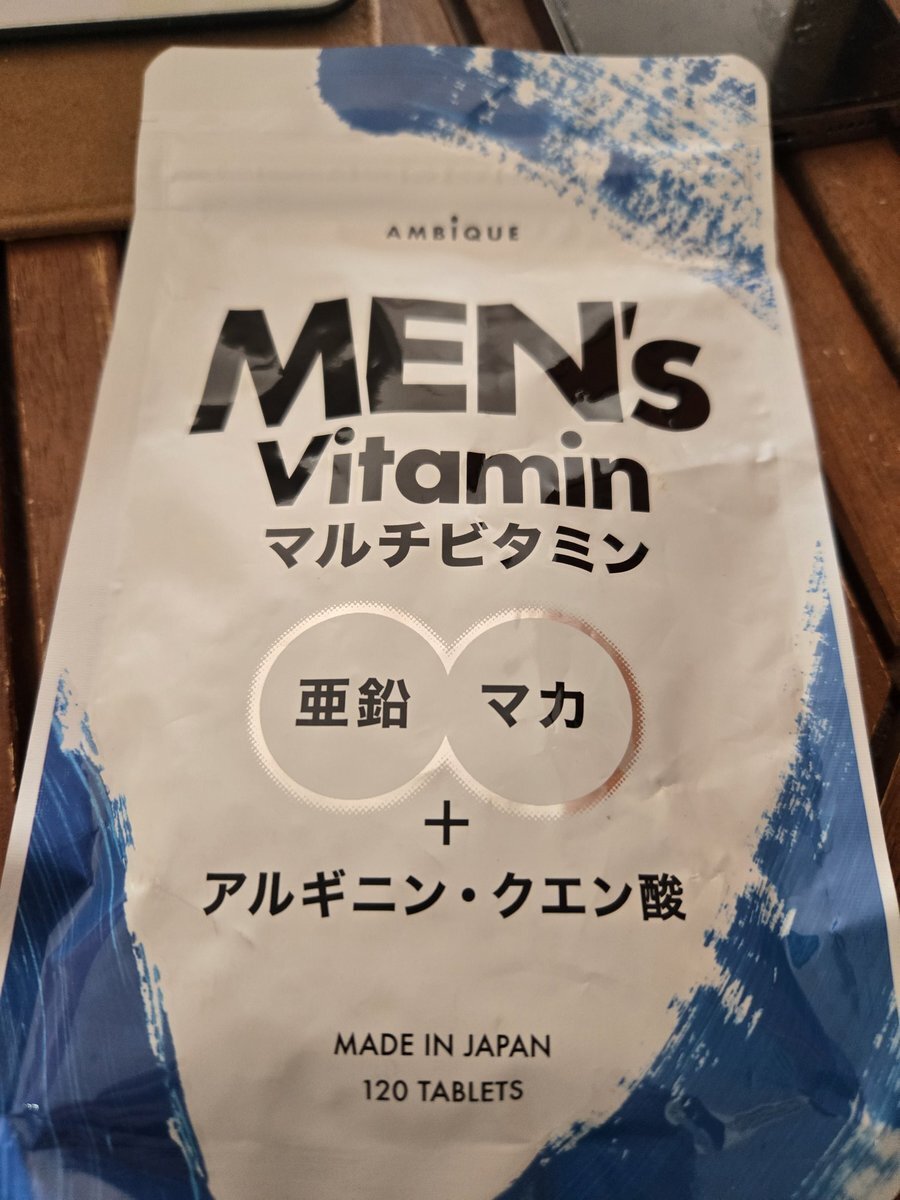 AMBiQUE
MEN's
Vitamin
マルチビタミン
亜鉛 マカ
+
アルギニン・クエン酸
MADE IN JAPAN
120 TABLETS